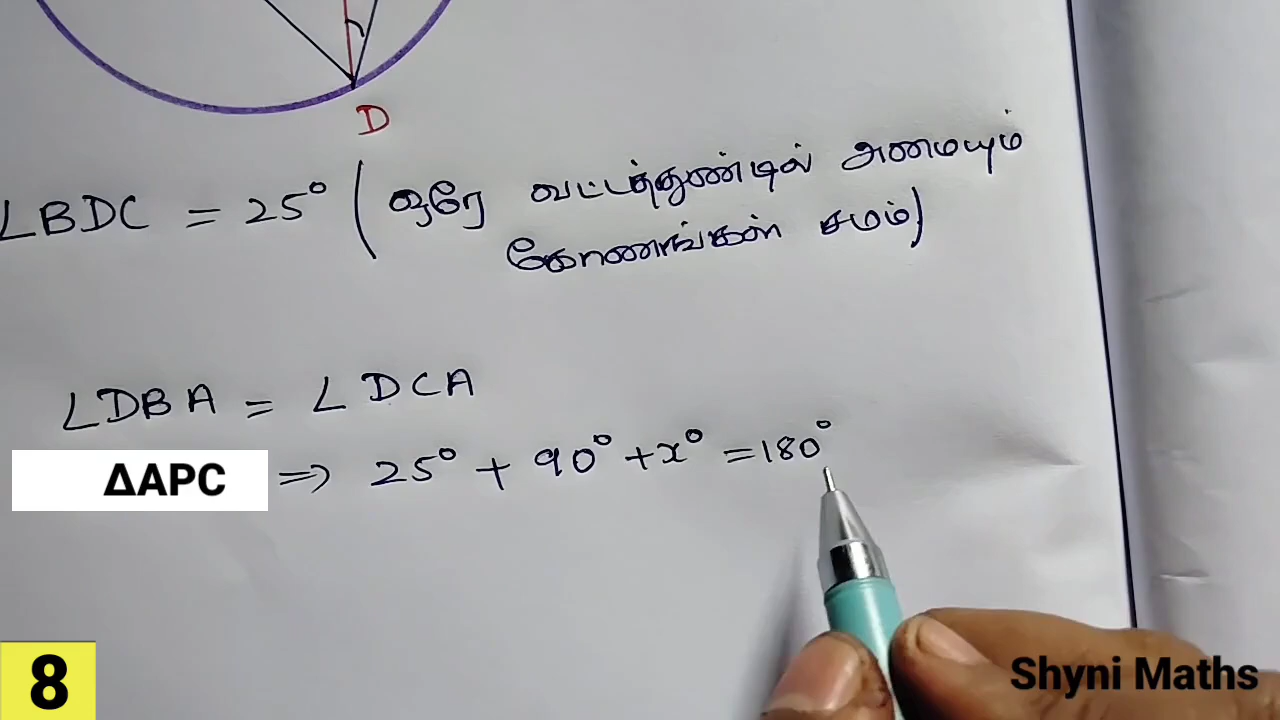 D
∠BDC = 25° (ஒரே வட்டத்துண்டில் அமையும்
கோணங்கள் சமம்)
∠DBA = ∠DCA
ΔAPC ⇒ 25° + 90° + x° = 180°
8
Shyni Maths